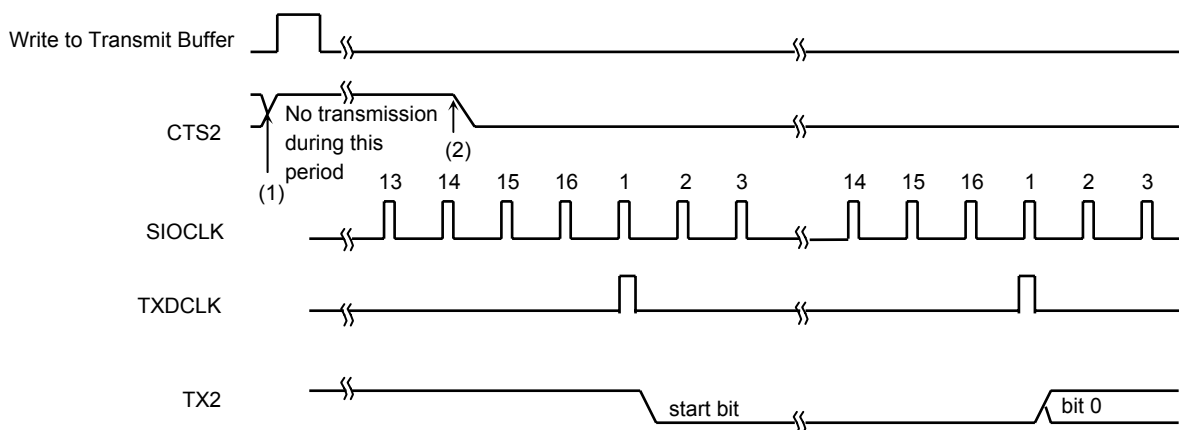 Write to Transmit Buffer
CTS2
No transmission
during this
period
(1)
(2)
13 14 15 16 1 2 3 14 15 16 1 2 3
SIOCLK
TXDCLK
TX2
start bit
bit 0